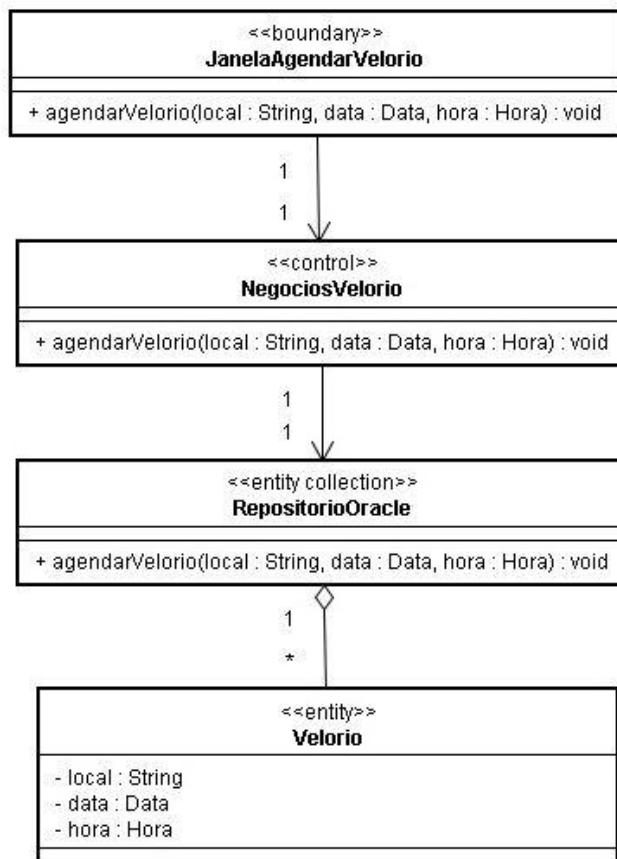 <<boundary>>
JanelaAgendarVelorio
+ agendarVelorio(local : String, data : Data, hora : Hora) : void
1
1
<<control>>
NegociosVelorio
+ agendarVelorio(local : String, data : Data, hora : Hora) : void
1
1
<<entity collection>>
RepositorioOracle
+ agendarVelorio(local : String, data : Data, hora : Hora) : void
1
*
<<entity>>
Velorio
- local : String
- data : Data
- hora : Hora